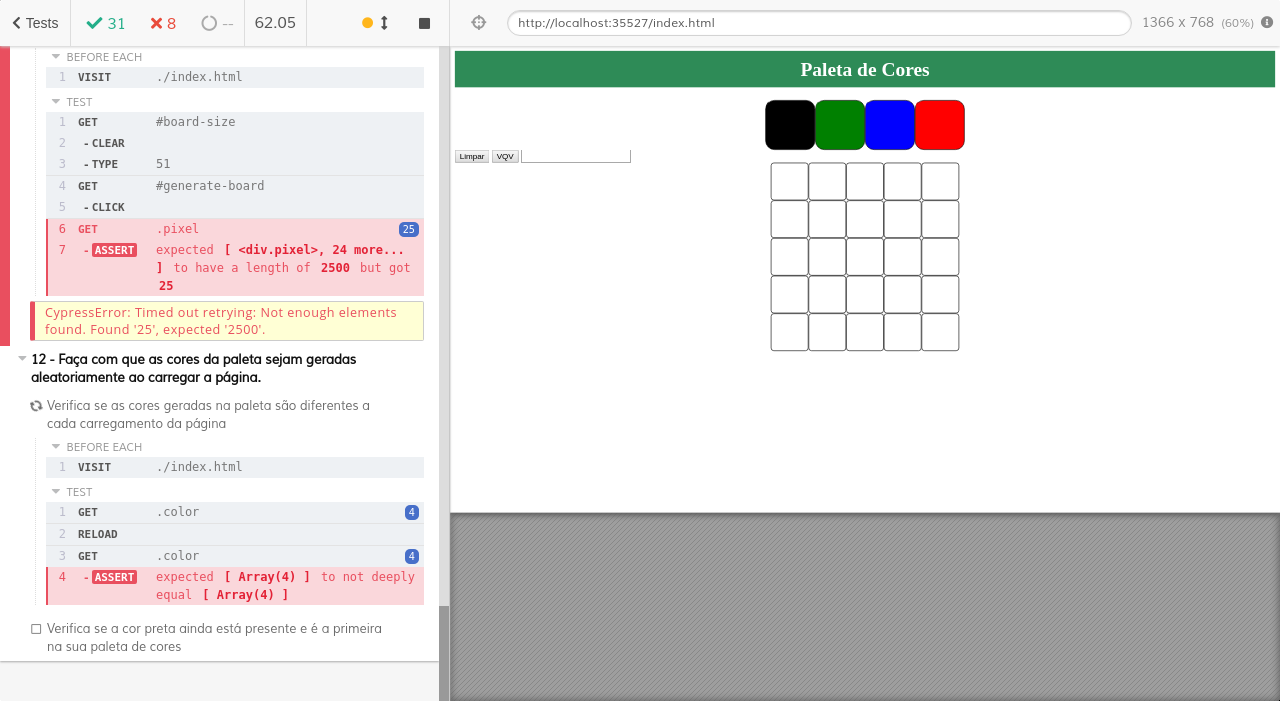 Tests 31 8 -- 62.05
http://localhost:35527/index.html 1366 x 768 (60%)
BEFORE EACH
1 VISIT ./index.html
TEST
1 GET #board-size
2 - CLEAR
3 - TYPE 51
4 GET #generate-board
5 - CLICK
6 GET .pixel 25
7 - ASSERT expected [ <div.pixel>, 24 more...
] to have a length of 2500 but got
25
CypressError: Timed out retrying: Not enough elements
found. Found '25', expected '2500'.
12 - Faça com que as cores da paleta sejam geradas
aleatoriamente ao carregar a página.
Verifica se as cores geradas na paleta são diferentes a
cada carregamento da página
BEFORE EACH
1 VISIT ./index.html
TEST
1 GET .color 4
2 RELOAD
3 GET .color 4
4 - ASSERT expected [ Array(4) ] to not deeply
equal [ Array(4) ]
Verifica se a cor preta ainda está presente e é a primeira
na sua paleta de cores
Paleta de Cores
Limpar VQV